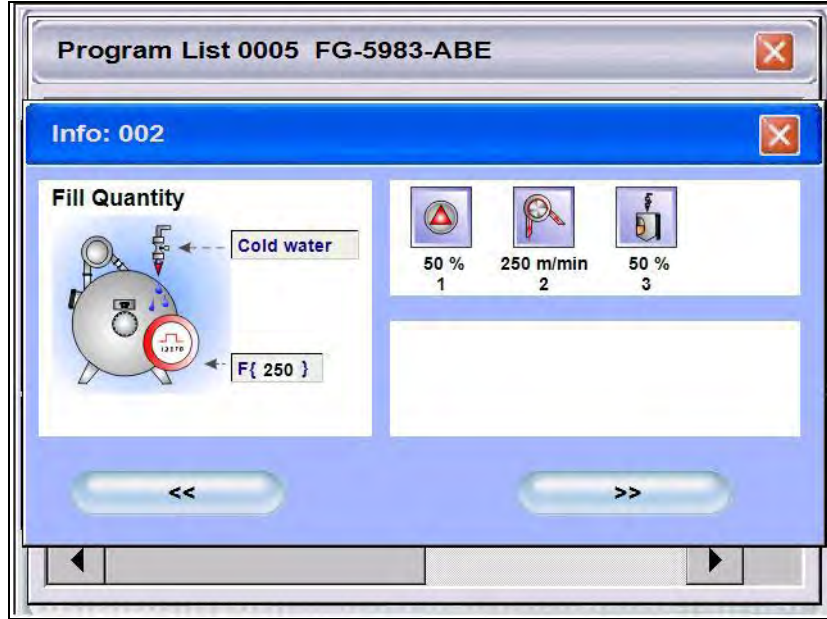 Program List 0005 FG-5983-ABE
Info: 002
Fill Quantity
Cold water
F{ 250 }
50 %
1
250 m/min
2
50 %
3
<<
>>